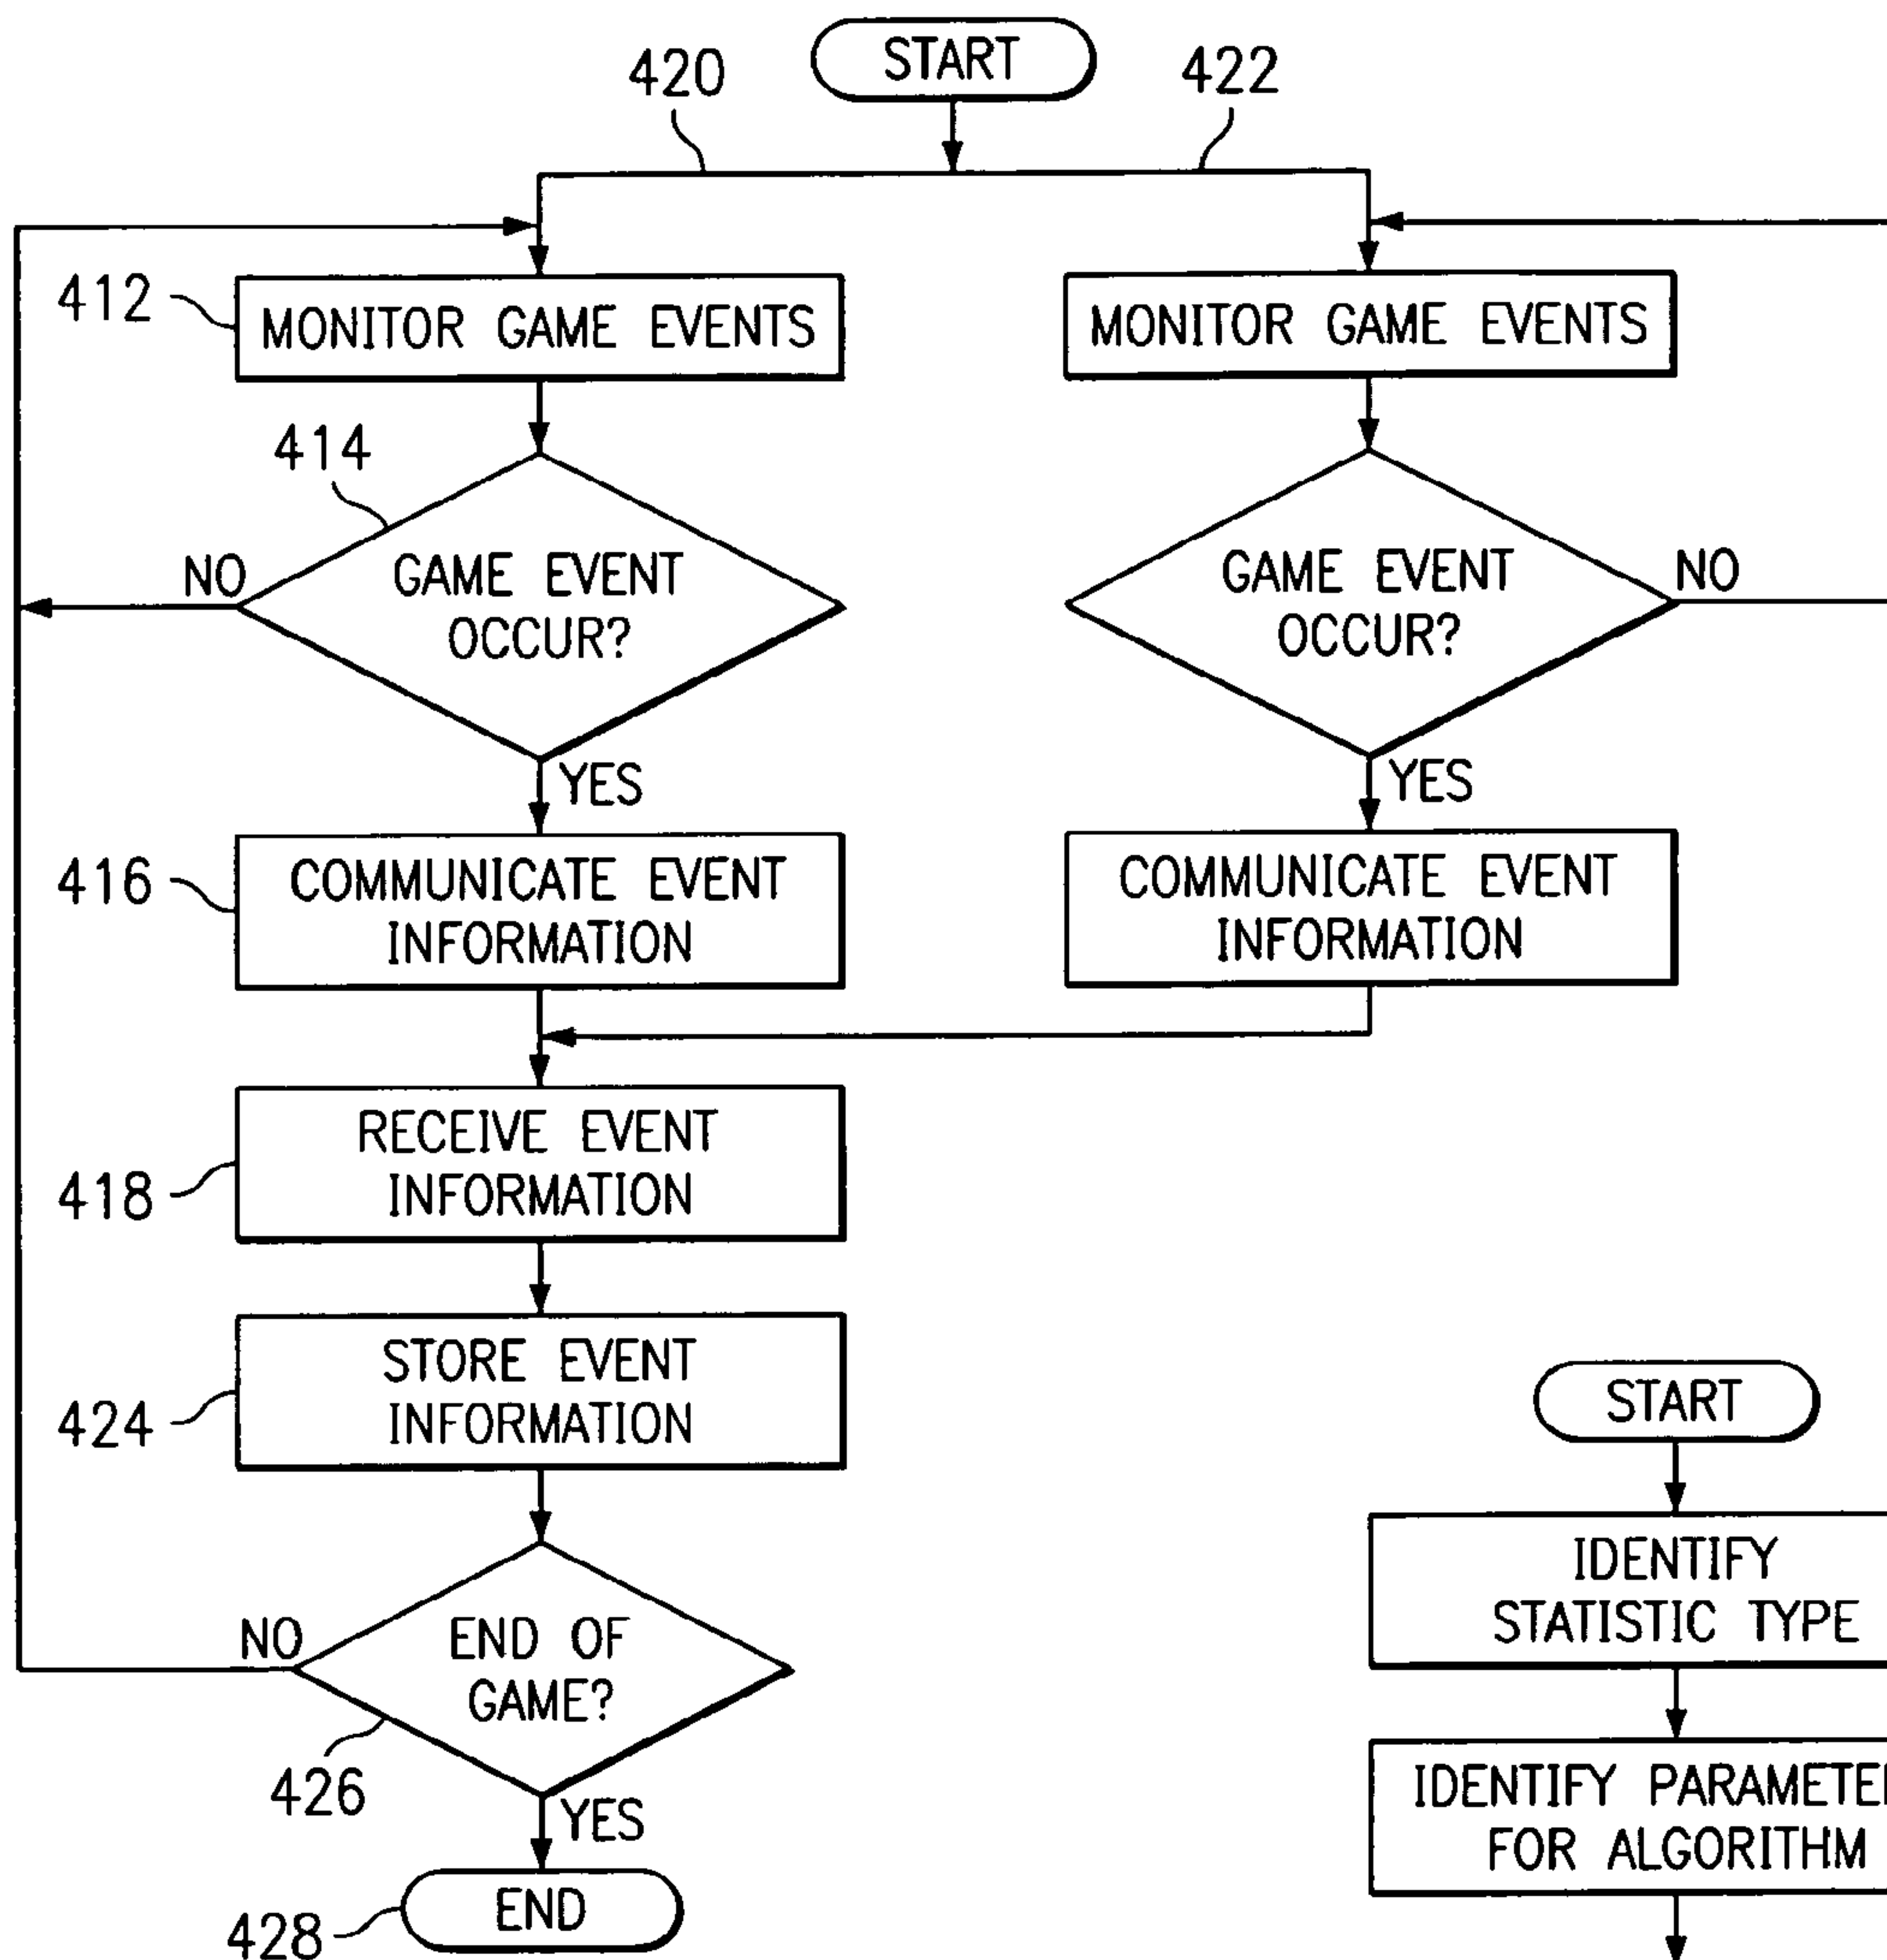 START
420
422
412
MONITOR GAME EVENTS
MONITOR GAME EVENTS
414
NO
GAME EVENT
OCCUR?
GAME EVENT
OCCUR?
NO
YES
YES
416
COMMUNICATE EVENT
INFORMATION
COMMUNICATE EVENT
INFORMATION
418
RECEIVE EVENT
INFORMATION
424
STORE EVENT
INFORMATION
NO
END OF
GAME?
426
YES
428
END
START
IDENTIFY
STATISTIC TYPE
IDENTIFY PARAMETE
FOR ALGORITHM